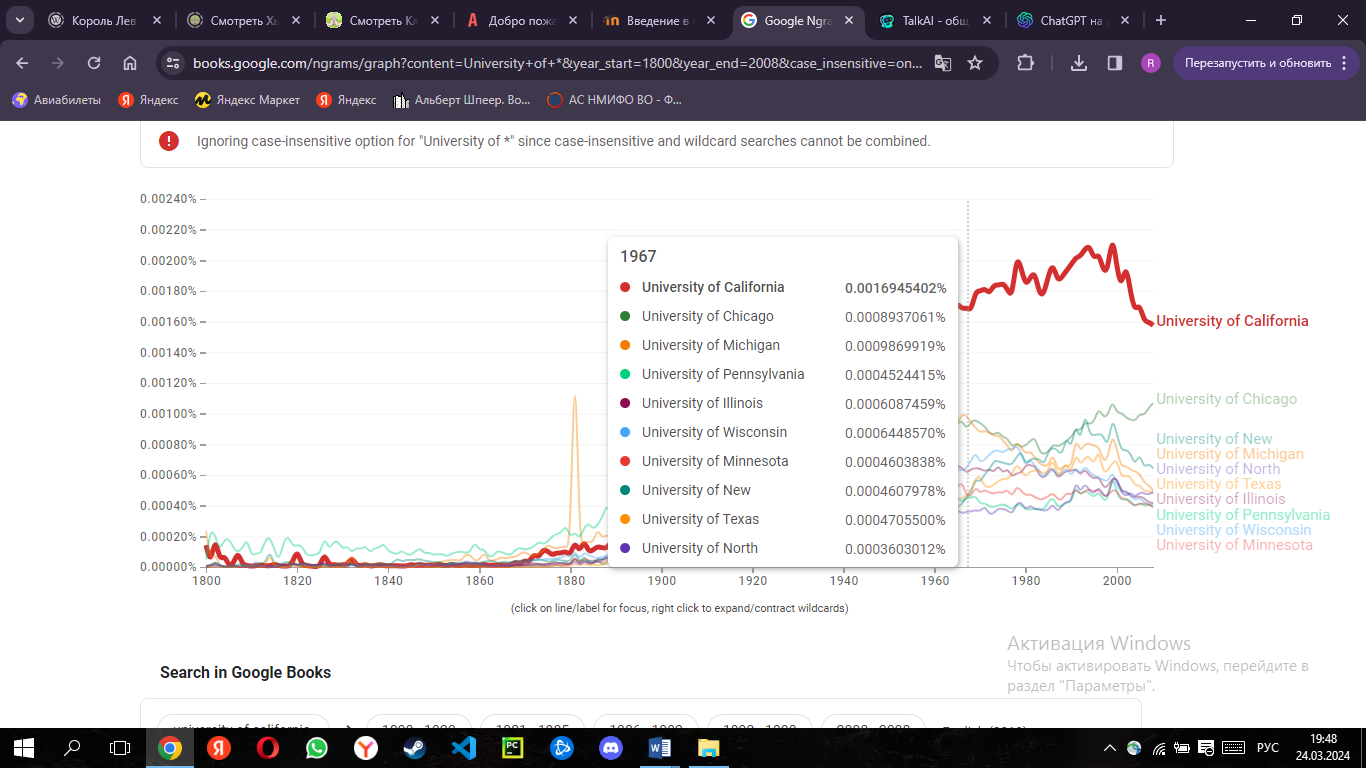 Король Лев
Смотреть Хь
Смотреть Кл
Добро пожа
Введение в
Google Ngra
TalkAI - общ
ChatGPT на
books.google.com/ngrams/graph?content=University+of+*&year_start=1800&year_end=2008&case_insensitive=on...
R
Перезапустить и обновить
Авиабилеты
Яндекс
Яндекс Маркет
Яндекс
Альберт Шпеер. Во...
АС НМИФО ВО - Ф...
Ignoring case-insensitive option for "University of *" since case-insensitive and wildcard searches cannot be combined.
0.00240%
0.00220%
0.00200%
0.00180%
0.00160%
0.00140%
0.00120%
0.00100%
0.00080%
0.00060%
0.00040%
0.00020%
0.00000%
1967
University of California 0.0016945402%
University of Chicago 0.0008937061%
University of Michigan 0.0009869919%
University of Pennsylvania 0.0004524415%
University of Illinois 0.0006087459%
University of Wisconsin 0.0006448570%
University of Minnesota 0.0004603838%
University of New 0.0004607978%
University of Texas 0.0004705500%
University of North 0.0003603012%
University of California
University of Chicago
University of New
University of Michigan
University of North
University of Texas
University of Illinois
University of Pennsylvania
University of Wisconsin
University of Minnesota
1800 1820 1840 1860 1880 1900 1920 1940 1960 1980 2000
(click on line/label for focus, right click to expand/contract wildcards)
Активация Windows
Чтобы активировать Windows, перейдите в
раздел "Параметры".
Search in Google Books
РУС
19:48
24.03.2024